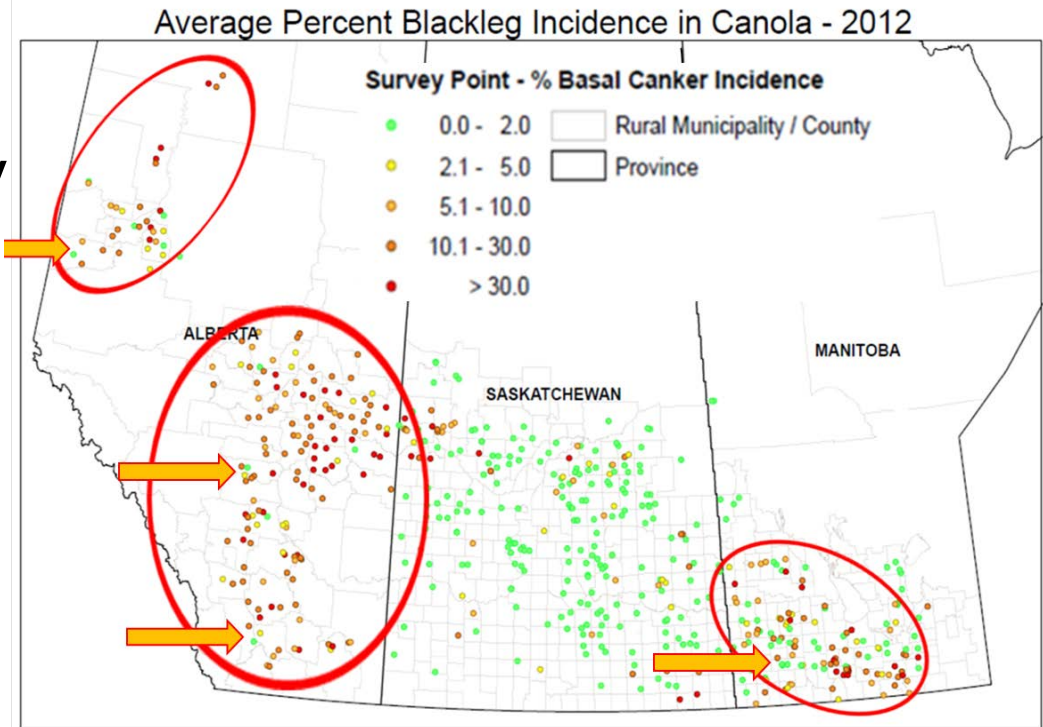 Average Percent Blackleg Incidence in Canola - 2012
Survey Point - % Basal Canker Incidence
0.0 - 2.0 Rural Municipality / County
2.1 - 5.0 Province
5.1 - 10.0
10.1 - 30.0
> 30.0
ALBERTA
MANITOBA
SASKATCHEWAN